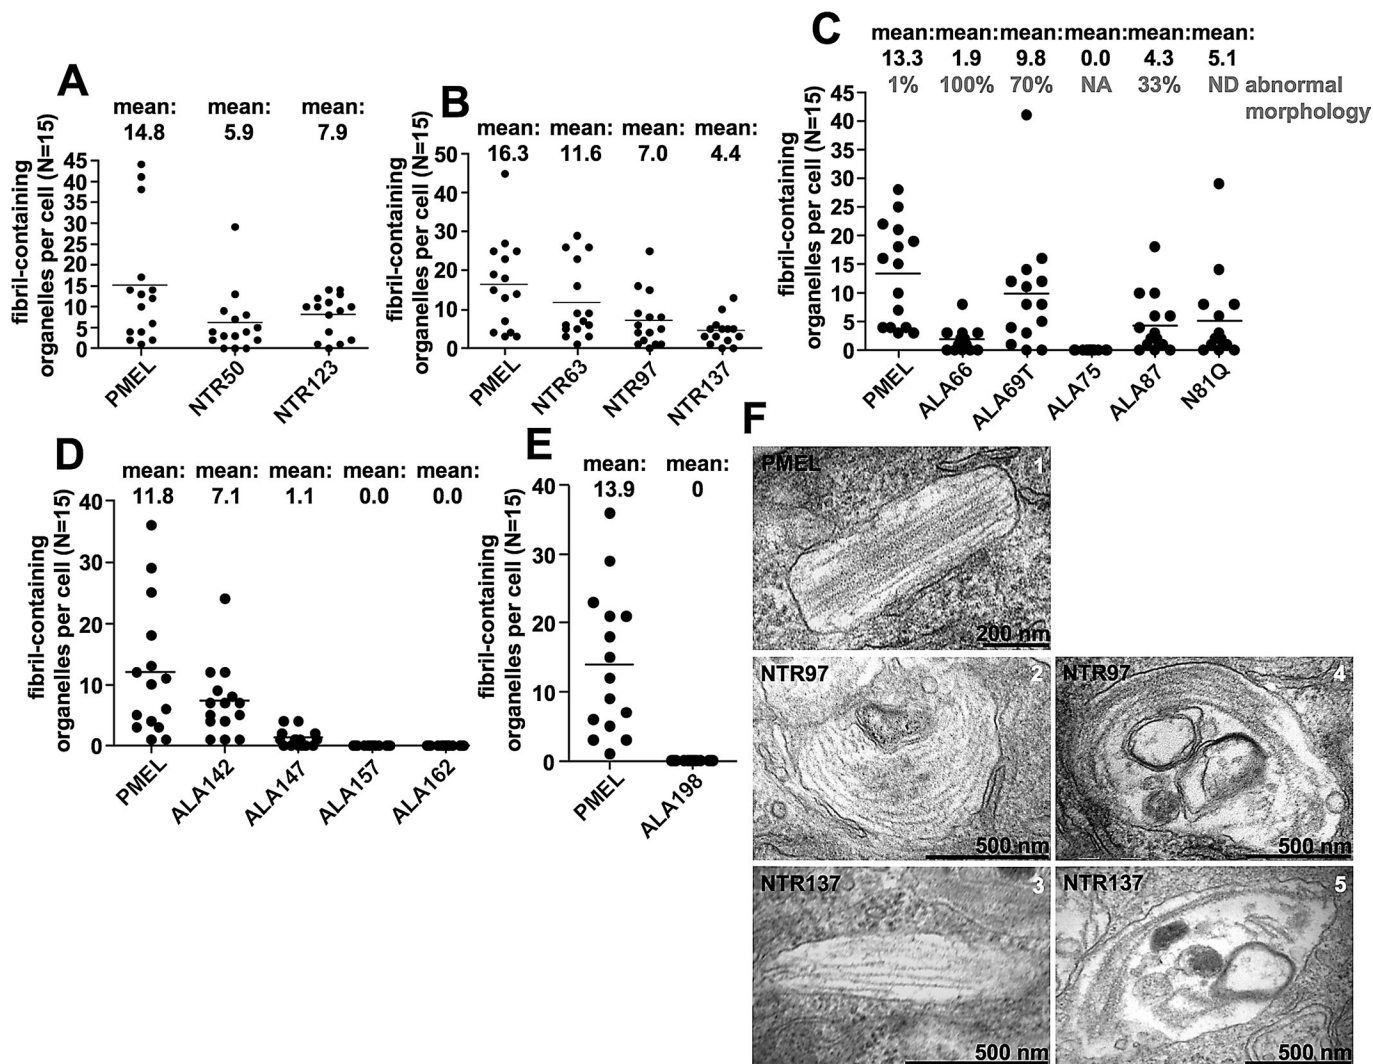 A
mean: mean: mean:
14.8 5.9 7.9
fibril-containing
organelles per cell (N=15)
45
40
35
30
25
20
15
10
5
0
PMEL NTR50 NTR123
B
mean: mean: mean: mean:
16.3 11.6 7.0 4.4
fibril-containing
organelles per cell (N=15)
50
40
30
20
10
0
PMEL NTR63 NTR97 NTR137
C
mean: mean: mean: mean: mean: mean:
13.3 1.9 9.8 0.0 4.3 5.1
1% 100% 70% NA 33% ND abnormal
morphology
fibril-containing
organelles per cell (N=15)
45
40
35
30
25
20
15
10
5
0
PMEL ALA66 ALA69T ALA75 ALA87 N81Q
D
mean: mean: mean: mean: mean:
11.8 7.1 1.1 0.0 0.0
fibril-containing
organelles per cell (N=15)
40
30
20
10
0
PMEL ALA142 ALA147 ALA157 ALA162
E
mean: mean:
13.9 0
fibril-containing
organelles per cell (N=15)
40
30
20
10
0
PMEL ALA198
F
PMEL 1
200 nm
NTR97 2
500 nm
NTR97 4
500 nm
NTR137 3
500 nm
NTR137 5
500 nm